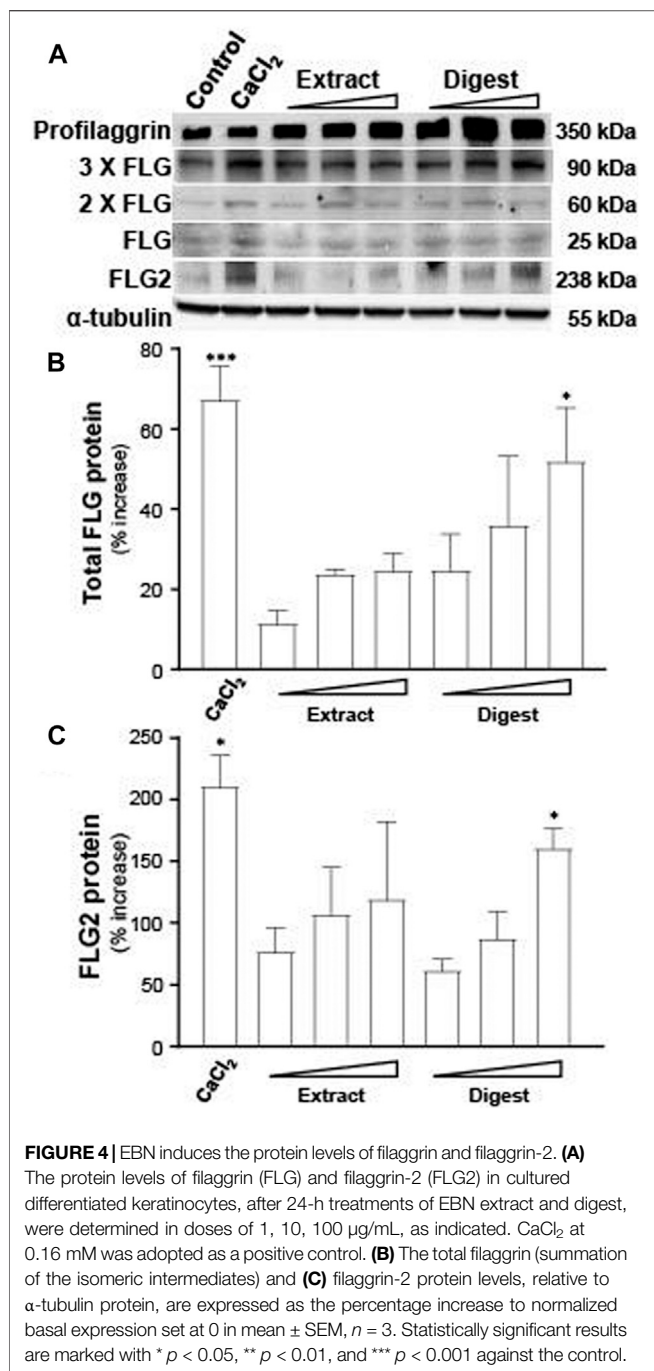 A
Control CaCl₂ Extract Digest
Profilaggrin 350 kDa
3 X FLG 90 kDa
2 X FLG 60 kDa
FLG 25 kDa
FLG2 238 kDa
α-tubulin 55 kDa
B
Total FLG protein
(% increase)
80
60
40
20
0
***
*
CaCl₂ Extract Digest
C
FLG2 protein
(% increase)
250
200
150
100
50
0
*
*
CaCl₂ Extract Digest
FIGURE 4 | EBN induces the protein levels of filaggrin and filaggrin-2. (A)
The protein levels of filaggrin (FLG) and filaggrin-2 (FLG2) in cultured
differentiated keratinocytes, after 24-h treatments of EBN extract and digest,
were determined in doses of 1, 10, 100 μg/mL, as indicated. CaCl₂ at
0.16 mM was adopted as a positive control. (B) The total filaggrin (summation
of the isomeric intermediates) and (C) filaggrin-2 protein levels, relative to
α-tubulin protein, are expressed as the percentage increase to normalized
basal expression set at 0 in mean ± SEM, n = 3. Statistically significant results
are marked with * p < 0.05, ** p < 0.01, and *** p < 0.001 against the control.